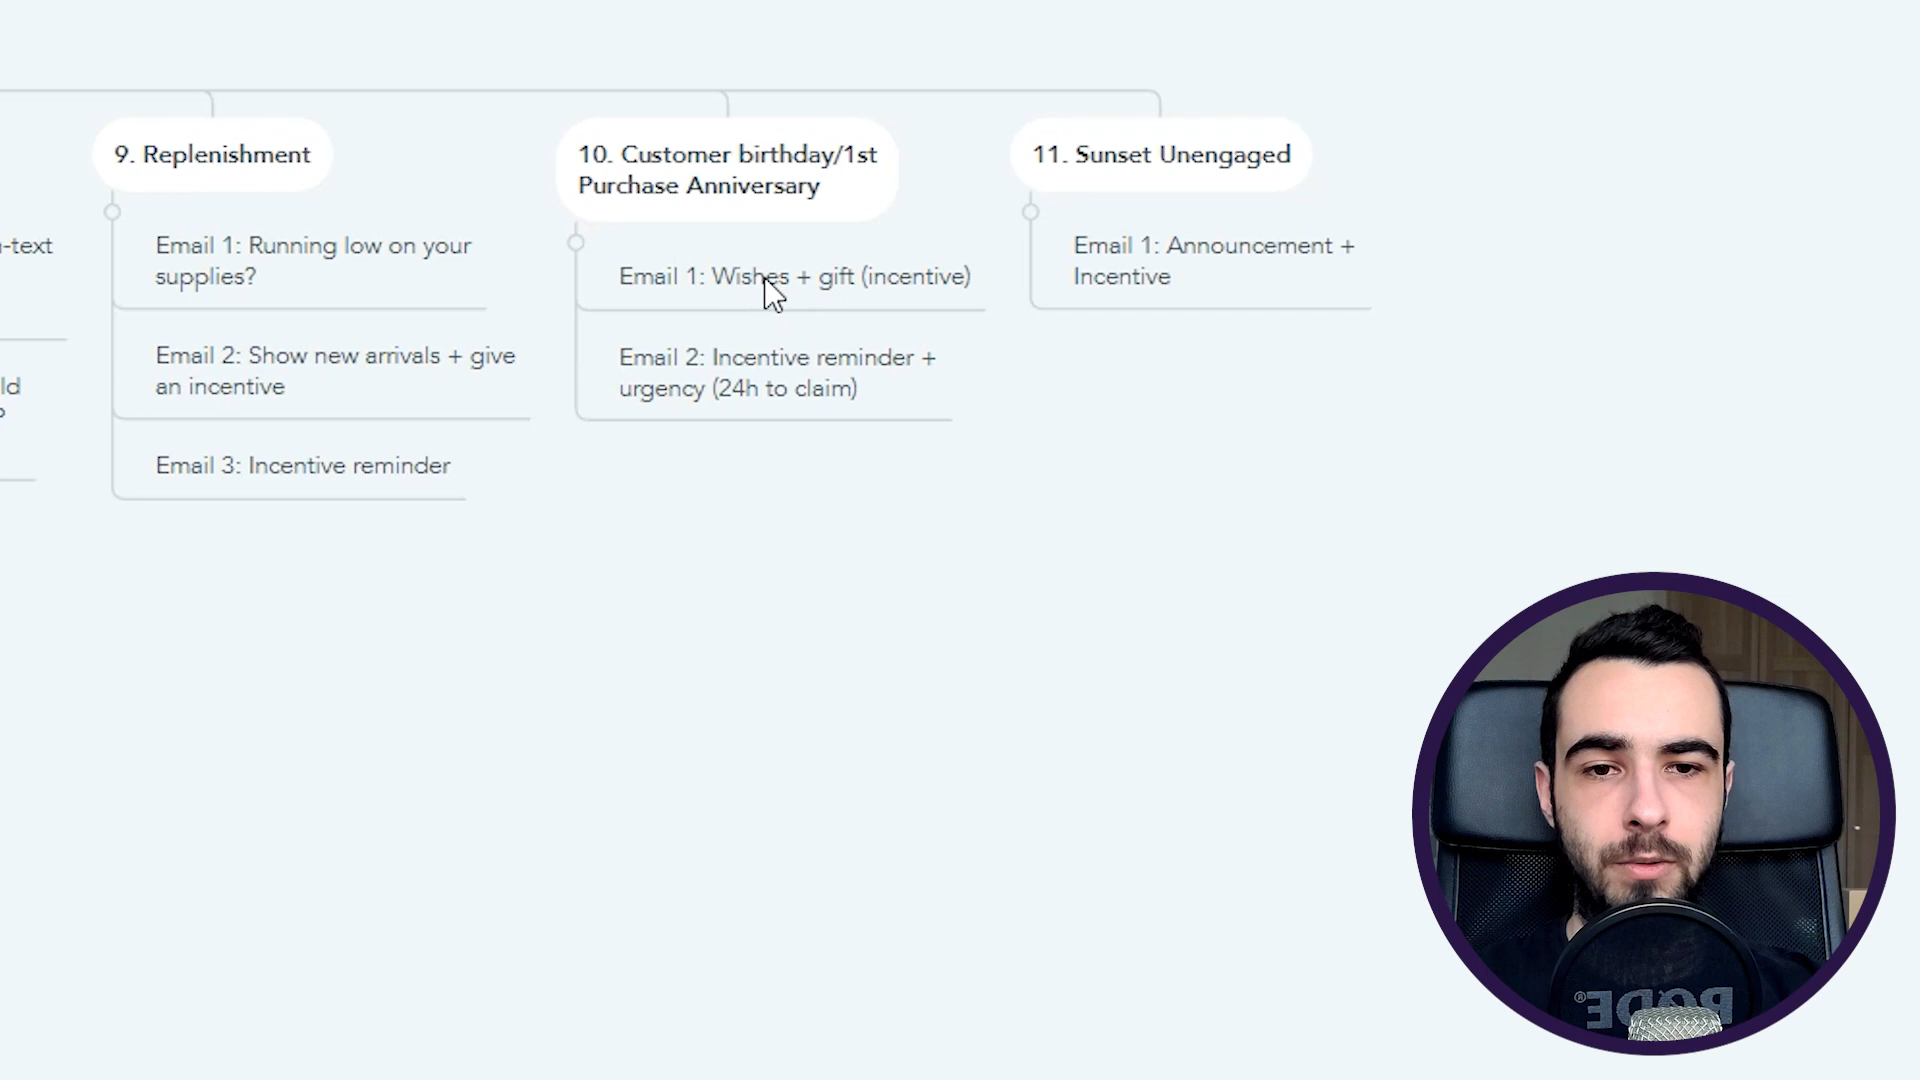 9. Replenishment
-text
Email 1: Running low on your
supplies?
Email 2: Show new arrivals + give
an incentive
ld
?
Email 3: Incentive reminder
10. Customer birthday/1st
Purchase Anniversary
Email 1: Wishes + gift (incentive)
Email 2: Incentive reminder +
urgency (24h to claim)
11. Sunset Unengaged
Email 1: Announcement +
Incentive
RØDE®